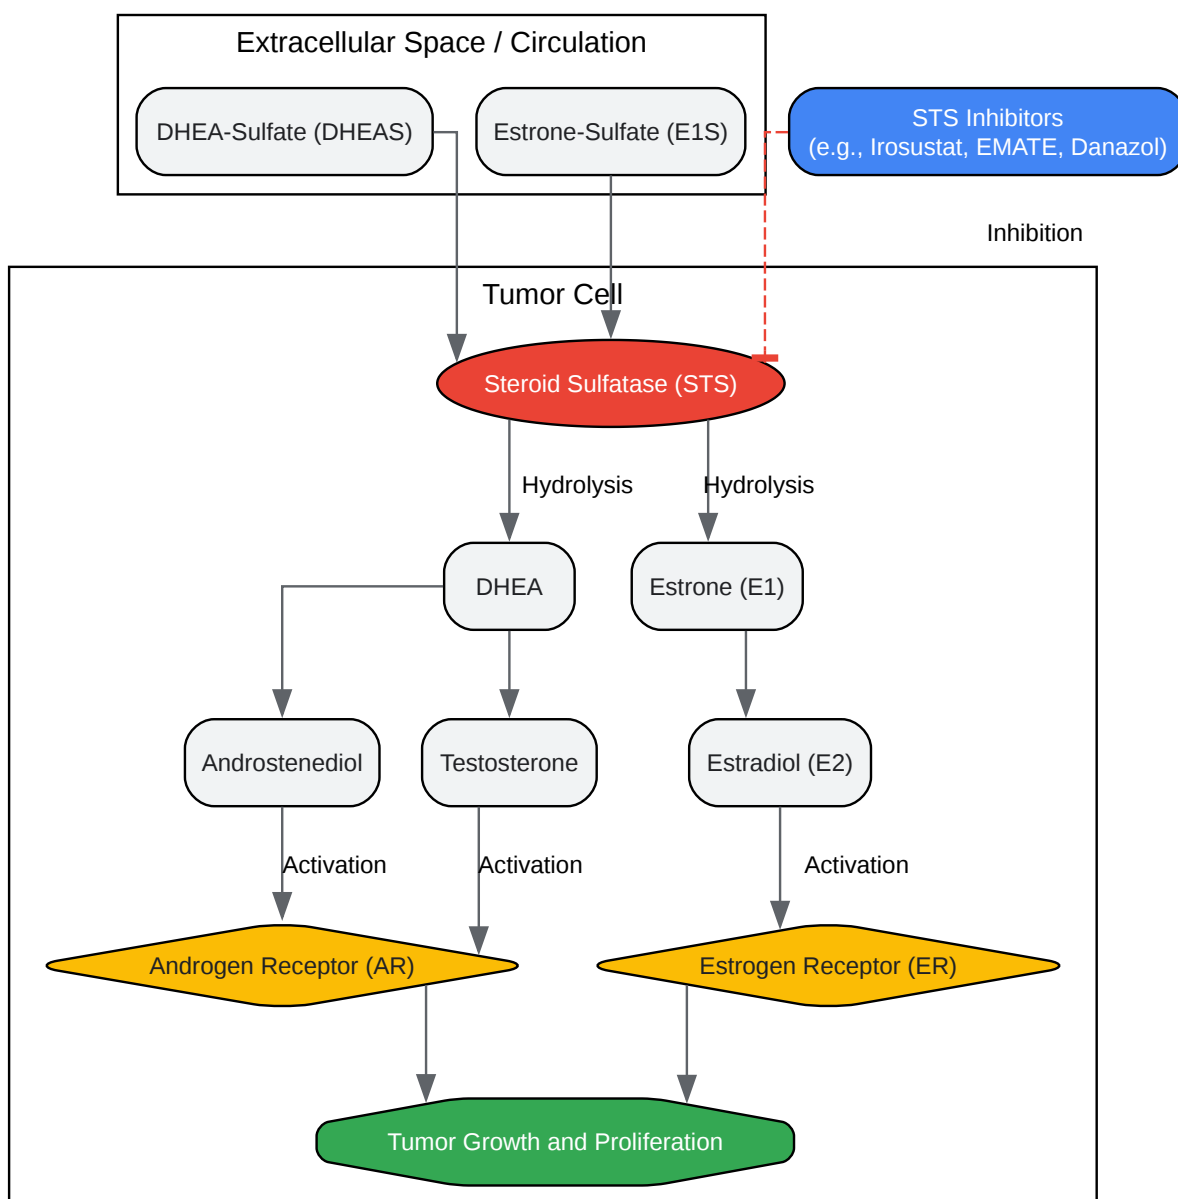 Extracellular Space / Circulation
DHEA-Sulfate (DHEAS)
Estrone-Sulfate (E1S)
STS Inhibitors
(e.g., Irosustat, EMATE, Danazol)
Inhibition
Tumor Cell
Steroid Sulfatase (STS)
Hydrolysis
Hydrolysis
DHEA
Estrone (E1)
Androstenediol
Testosterone
Estradiol (E2)
Activation
Activation
Activation
Androgen Receptor (AR)
Estrogen Receptor (ER)
Tumor Growth and Proliferation